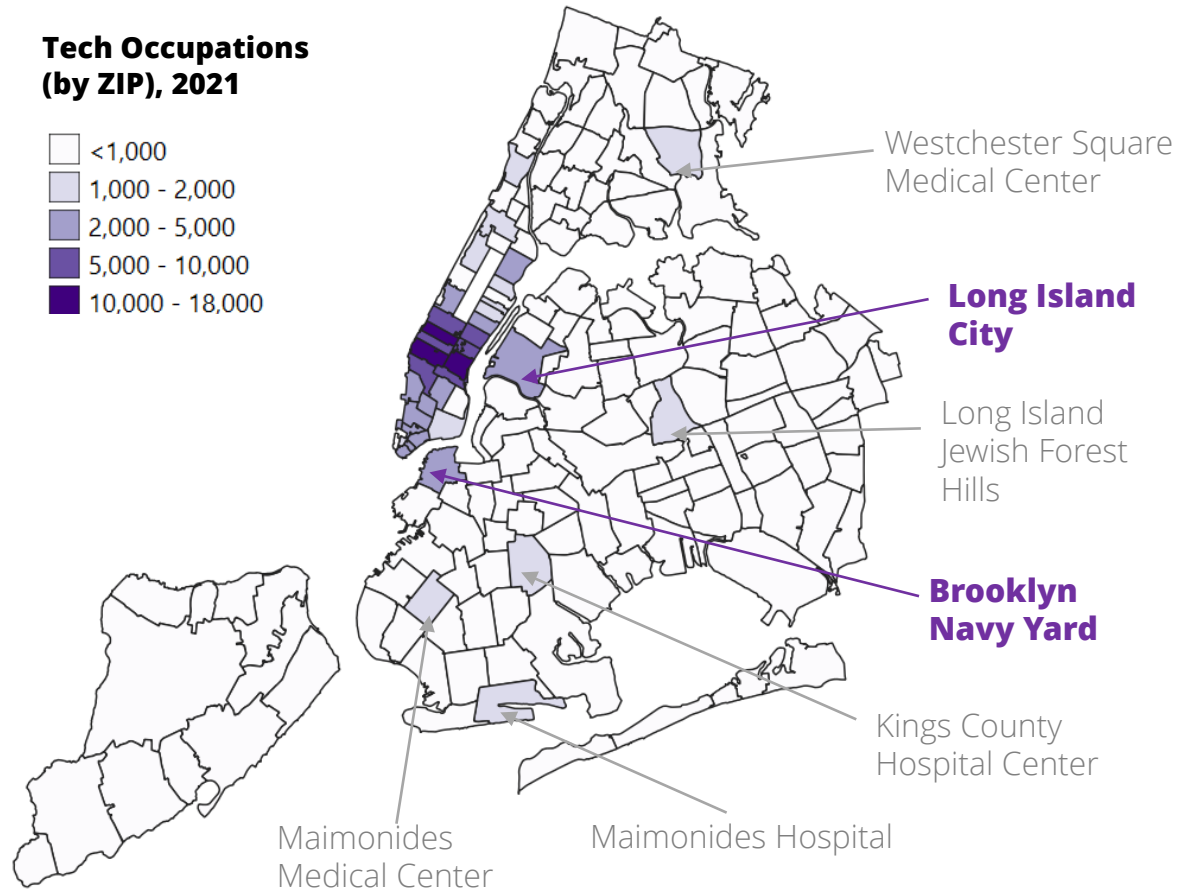 Tech Occupations
(by ZIP), 2021
<1,000
1,000 - 2,000
2,000 - 5,000
5,000 - 10,000
10,000 - 18,000
Westchester Square
Medical Center
Long Island
City
Long Island
Jewish Forest
Hills
Brooklyn
Navy Yard
Kings County
Hospital Center
Maimonides Hospital
Maimonides
Medical Center